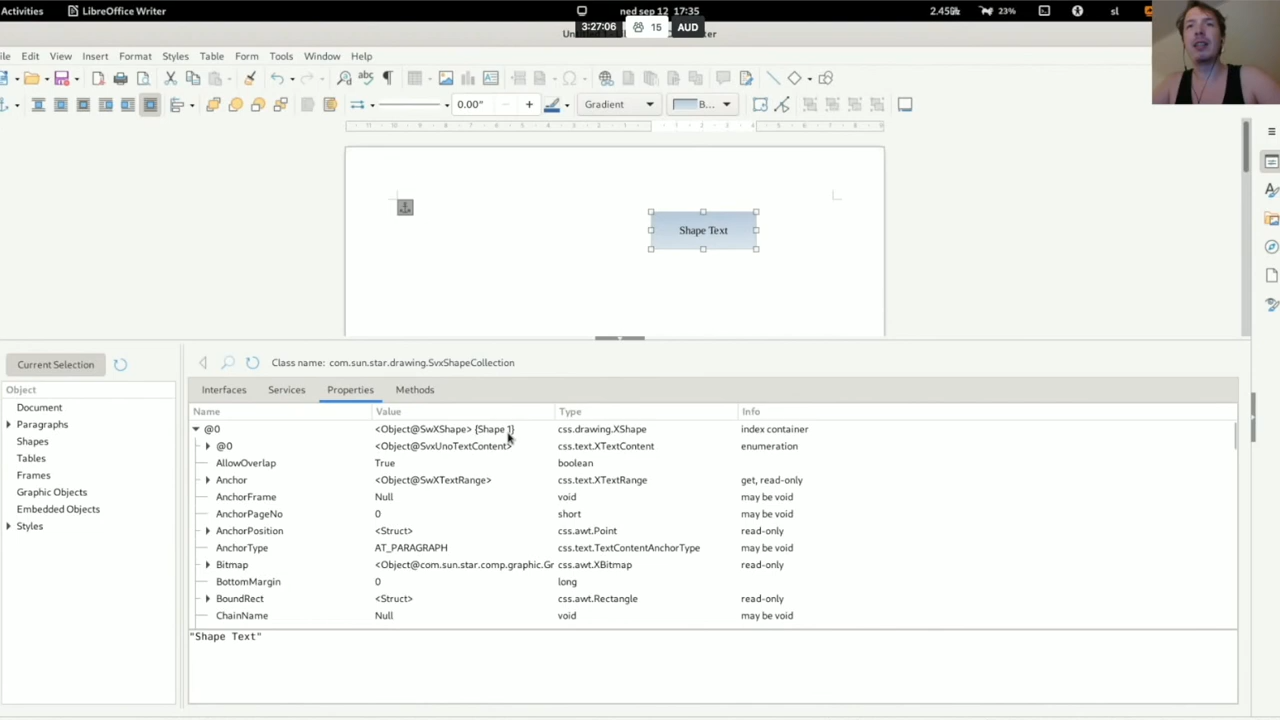 Activities LibreOffice Writer ned sep 12 17:35 23% sl
3:27:06 15 AUD
Edit View Insert Format Styles Table Form Tools Window Help
0.00" Gradient B...
Shape Text
Current Selection Class name: com.sun.star.drawing.SvxShapeCollection
Object
Document
Paragraphs
Shapes
Tables
Frames
Graphic Objects
Embedded Objects
Styles
Interfaces Services Properties Methods
Name Value Type Info
@0 <Object@SwXShape> {Shape 1} css.drawing.XShape index container
@0 <Object@SvxUnoTextContent> css.text.XTextContent enumeration
AllowOverlap True boolean
Anchor <Object@SwXTextRange> css.text.XTextRange get, read-only
AnchorFrame Null void may be void
AnchorPageNo 0 short may be void
AnchorPosition <Struct> css.awt.Point read-only
AnchorType AT_PARAGRAPH css.text.TextContentAnchorType may be void
Bitmap <Object@com.sun.star.comp.graphic.Gr css.awt.XBitmap read-only
BottomMargin 0 long
BoundRect <Struct> css.awt.Rectangle read-only
ChainName Null void may be void
"Shape Text"